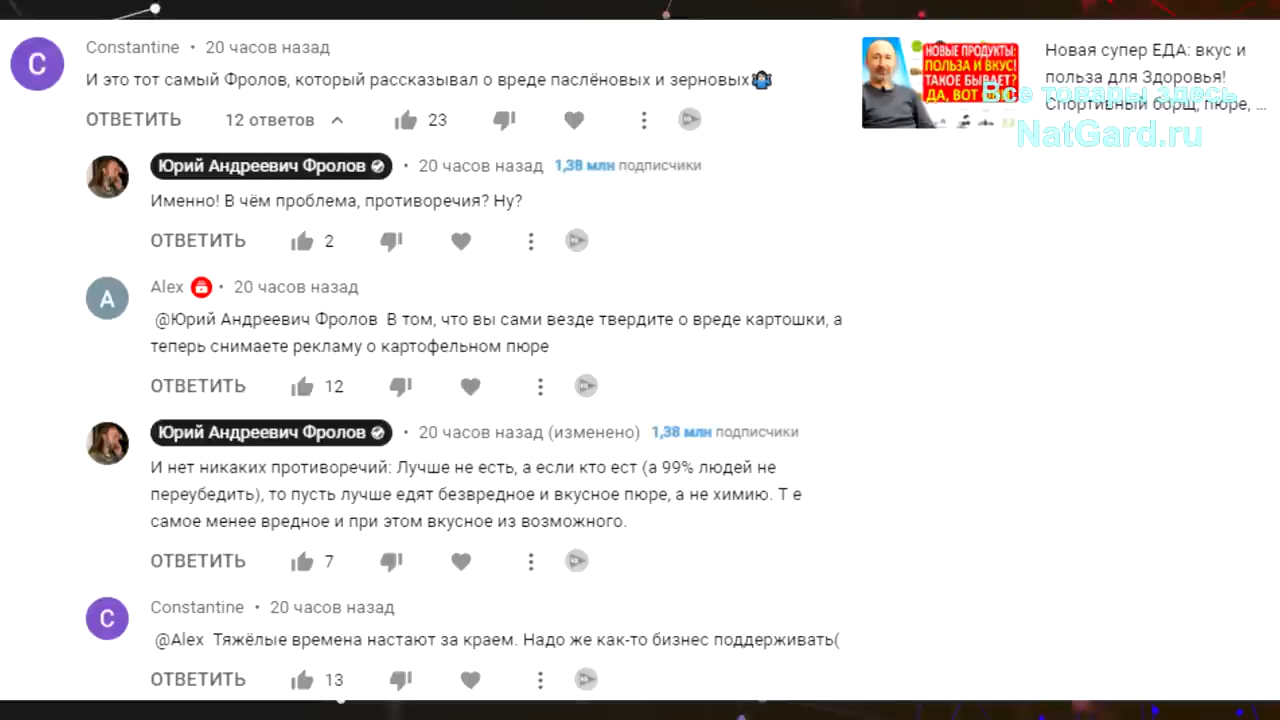 Constantine • 20 часов назад
И это тот самый Фролов, который рассказывал о вреде паслёновых и зерновых🤷
ОТВЕТИТЬ 12 ответов 23
Юрий Андреевич Фролов • 20 часов назад 1,38 млн подписчики
Именно! В чём проблема, противоречия? Ну?
ОТВЕТИТЬ 2
A Alex • 20 часов назад
@Юрий Андреевич Фролов В том, что вы сами везде твердите о вреде картошки, а
теперь снимаете рекламу о картофельном пюре
ОТВЕТИТЬ 12
Юрий Андреевич Фролов • 20 часов назад (изменено) 1,38 млн подписчики
И нет никаких противоречий: Лучше не есть, а если кто ест (а 99% людей не
переубедить), то пусть лучше едят безвредное и вкусное пюре, а не химию. Т е
самое менее вредное и при этом вкусное из возможного.
ОТВЕТИТЬ 7
C Constantine • 20 часов назад
@Alex Тяжёлые времена настают за краем. Надо же как-то бизнес поддерживать(
ОТВЕТИТЬ 13
C
НОВЫЕ ПРОДУКТЫ:
ПОЛЬЗА И ВКУС!
ТАКОЕ БЫВАЕТ?
ДА, ВОТ
Новая супер ЕДА: вкус и
польза для Здоровья!
Спортивный борщ, пюре, ...
Все товары здесь
NatGard.ru